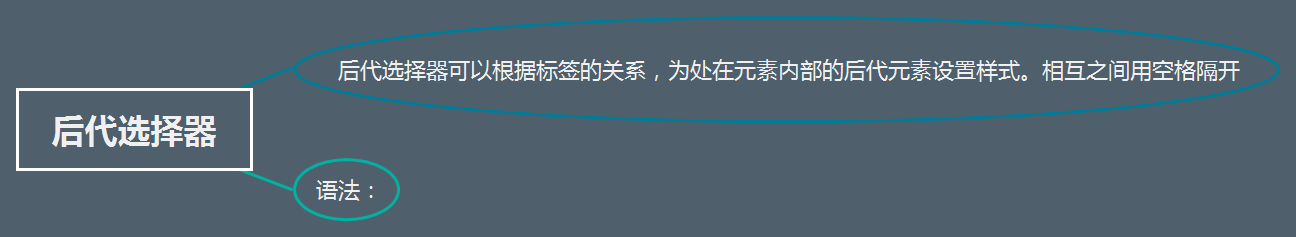 后代选择器可以根据标签的关系，为处在元素内部的后代元素设置样式。相互之间用空格隔开
后代选择器
语法：